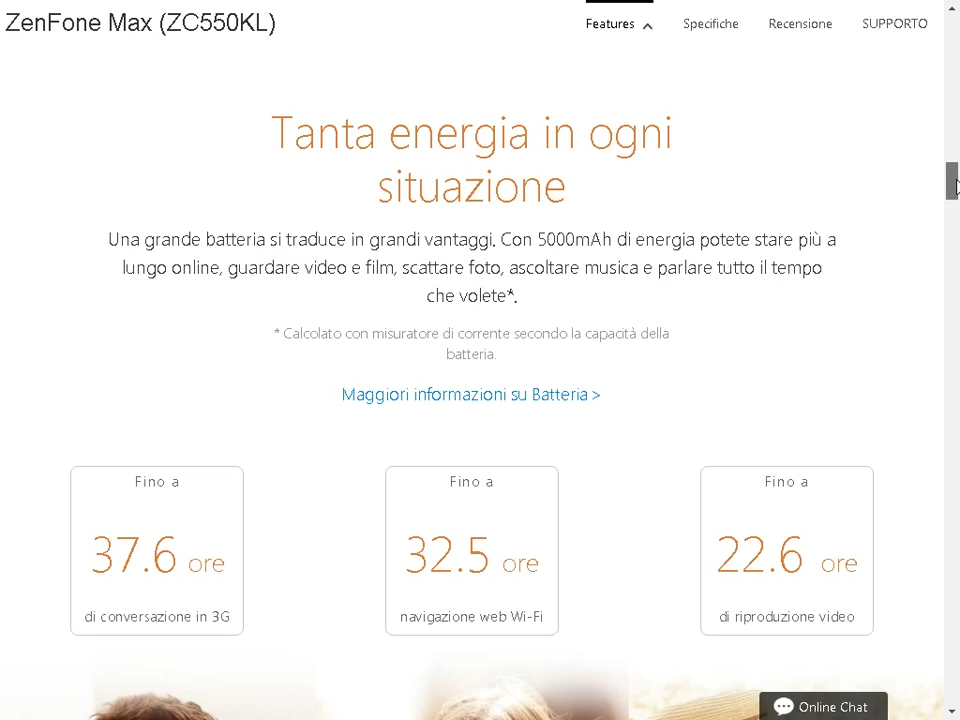 ZenFone Max (ZC550KL)
Features
Specifiche
Recensione
SUPPORTO
Tanta energia in ogni
situazione
Una grande batteria si traduce in grandi vantaggi. Con 5000mAh di energia potete stare più a
lungo online, guardare video e film, scattare foto, ascoltare musica e parlare tutto il tempo
che volete*.
* Calcolato con misuratore di corrente secondo la capacità della
batteria.
Maggiori informazioni su Batteria >
Fino a
37.6 ore
di conversazione in 3G
Fino a
32.5 ore
navigazione web Wi-Fi
Fino a
22.6 ore
di riproduzione video
Online Chat